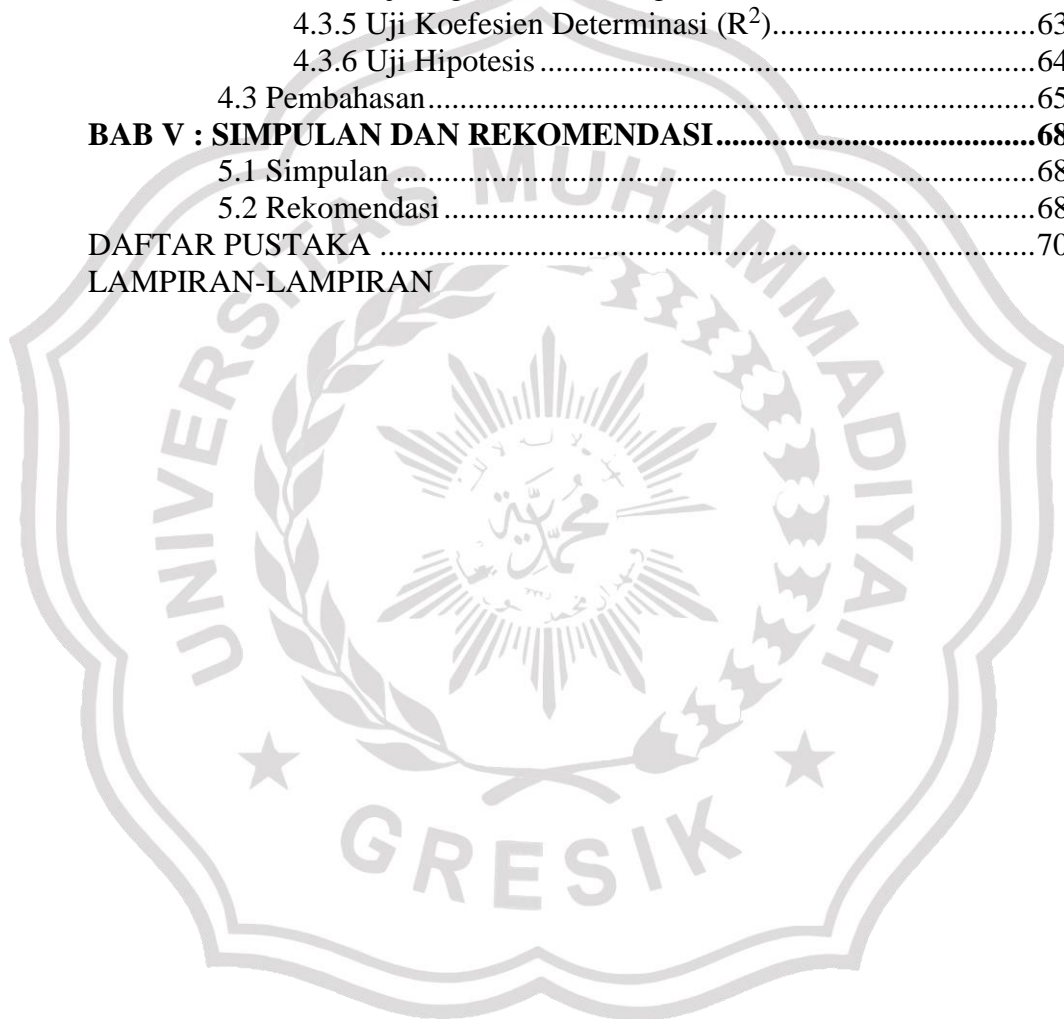 4.3.5 Uji Koefesien Determinasi (R²)....................................63
4.3.6 Uji Hipotesis....................................64
4.3 Pembahasan....................................65
BAB V : SIMPULAN DAN REKOMENDASI....................................68
5.1 Simpulan....................................68
5.2 Rekomendasi....................................68
DAFTAR PUSTAKA....................................70
LAMPIRAN-LAMPIRAN
UNIVERSITAS MUHAMMADIYAH
GRESIK